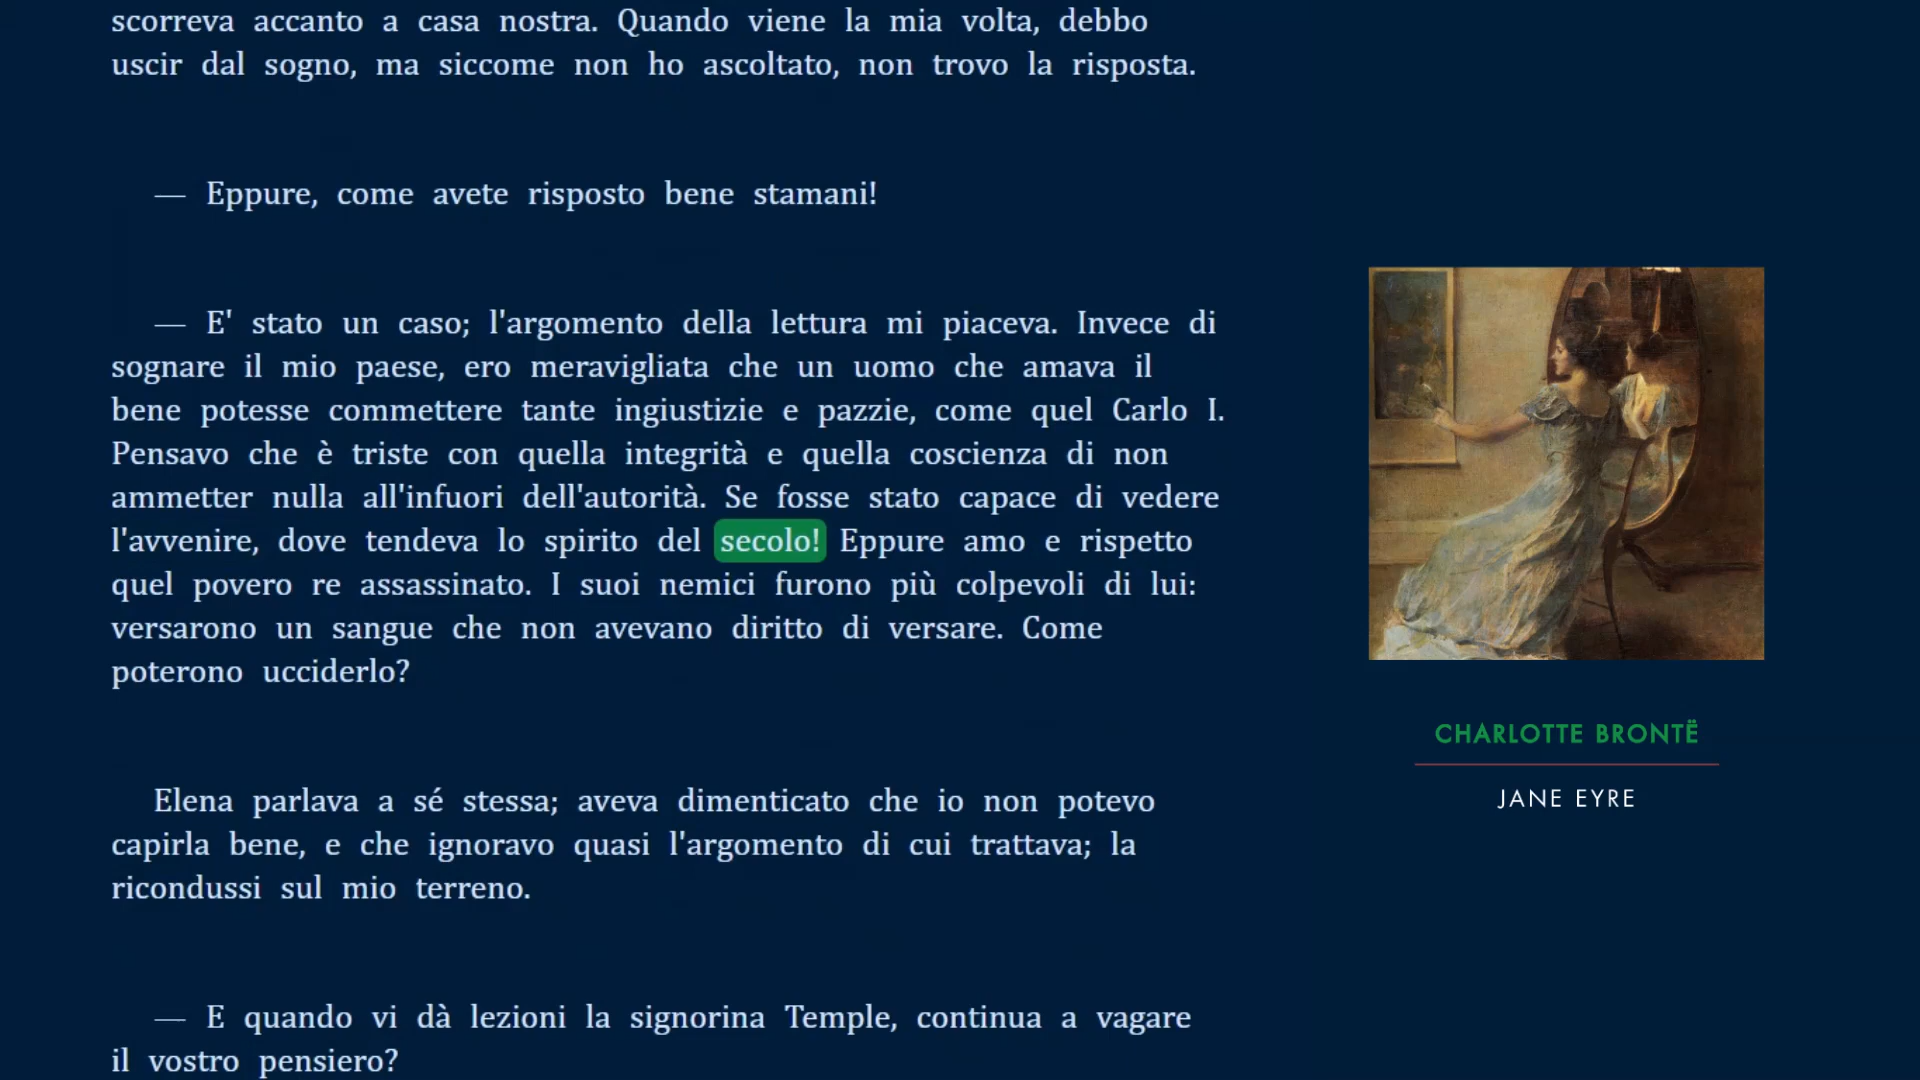 scorreva accanto a casa nostra. Quando viene la mia volta, debbo
uscir dal sogno, ma siccome non ho ascoltato, non trovo la risposta.
— Eppure, come avete risposto bene stamani!
— E' stato un caso; l'argomento della lettura mi piaceva. Invece di
sognare il mio paese, ero meravigliata che un uomo che amava il
bene potesse commettere tante ingiustizie e pazzie, come quel Carlo I.
Pensavo che è triste con quella integrità e quella coscienza di non
ammetter nulla all'infuori dell'autorità. Se fosse stato capace di vedere
l'avvenire, dove tendeva lo spirito del secolo! Eppure amo e rispetto
quel povero re assassinato. I suoi nemici furono più colpevoli di lui:
versarono un sangue che non avevano diritto di versare. Come
poterono ucciderlo?
Elena parlava a sé stessa; aveva dimenticato che io non potevo
capirla bene, e che ignoravo quasi l'argomento di cui trattava; la
ricondussi sul mio terreno.
— E quando vi dà lezioni la signorina Temple, continua a vagare
il vostro pensiero?
CHARLOTTE BRONTË
JANE EYRE